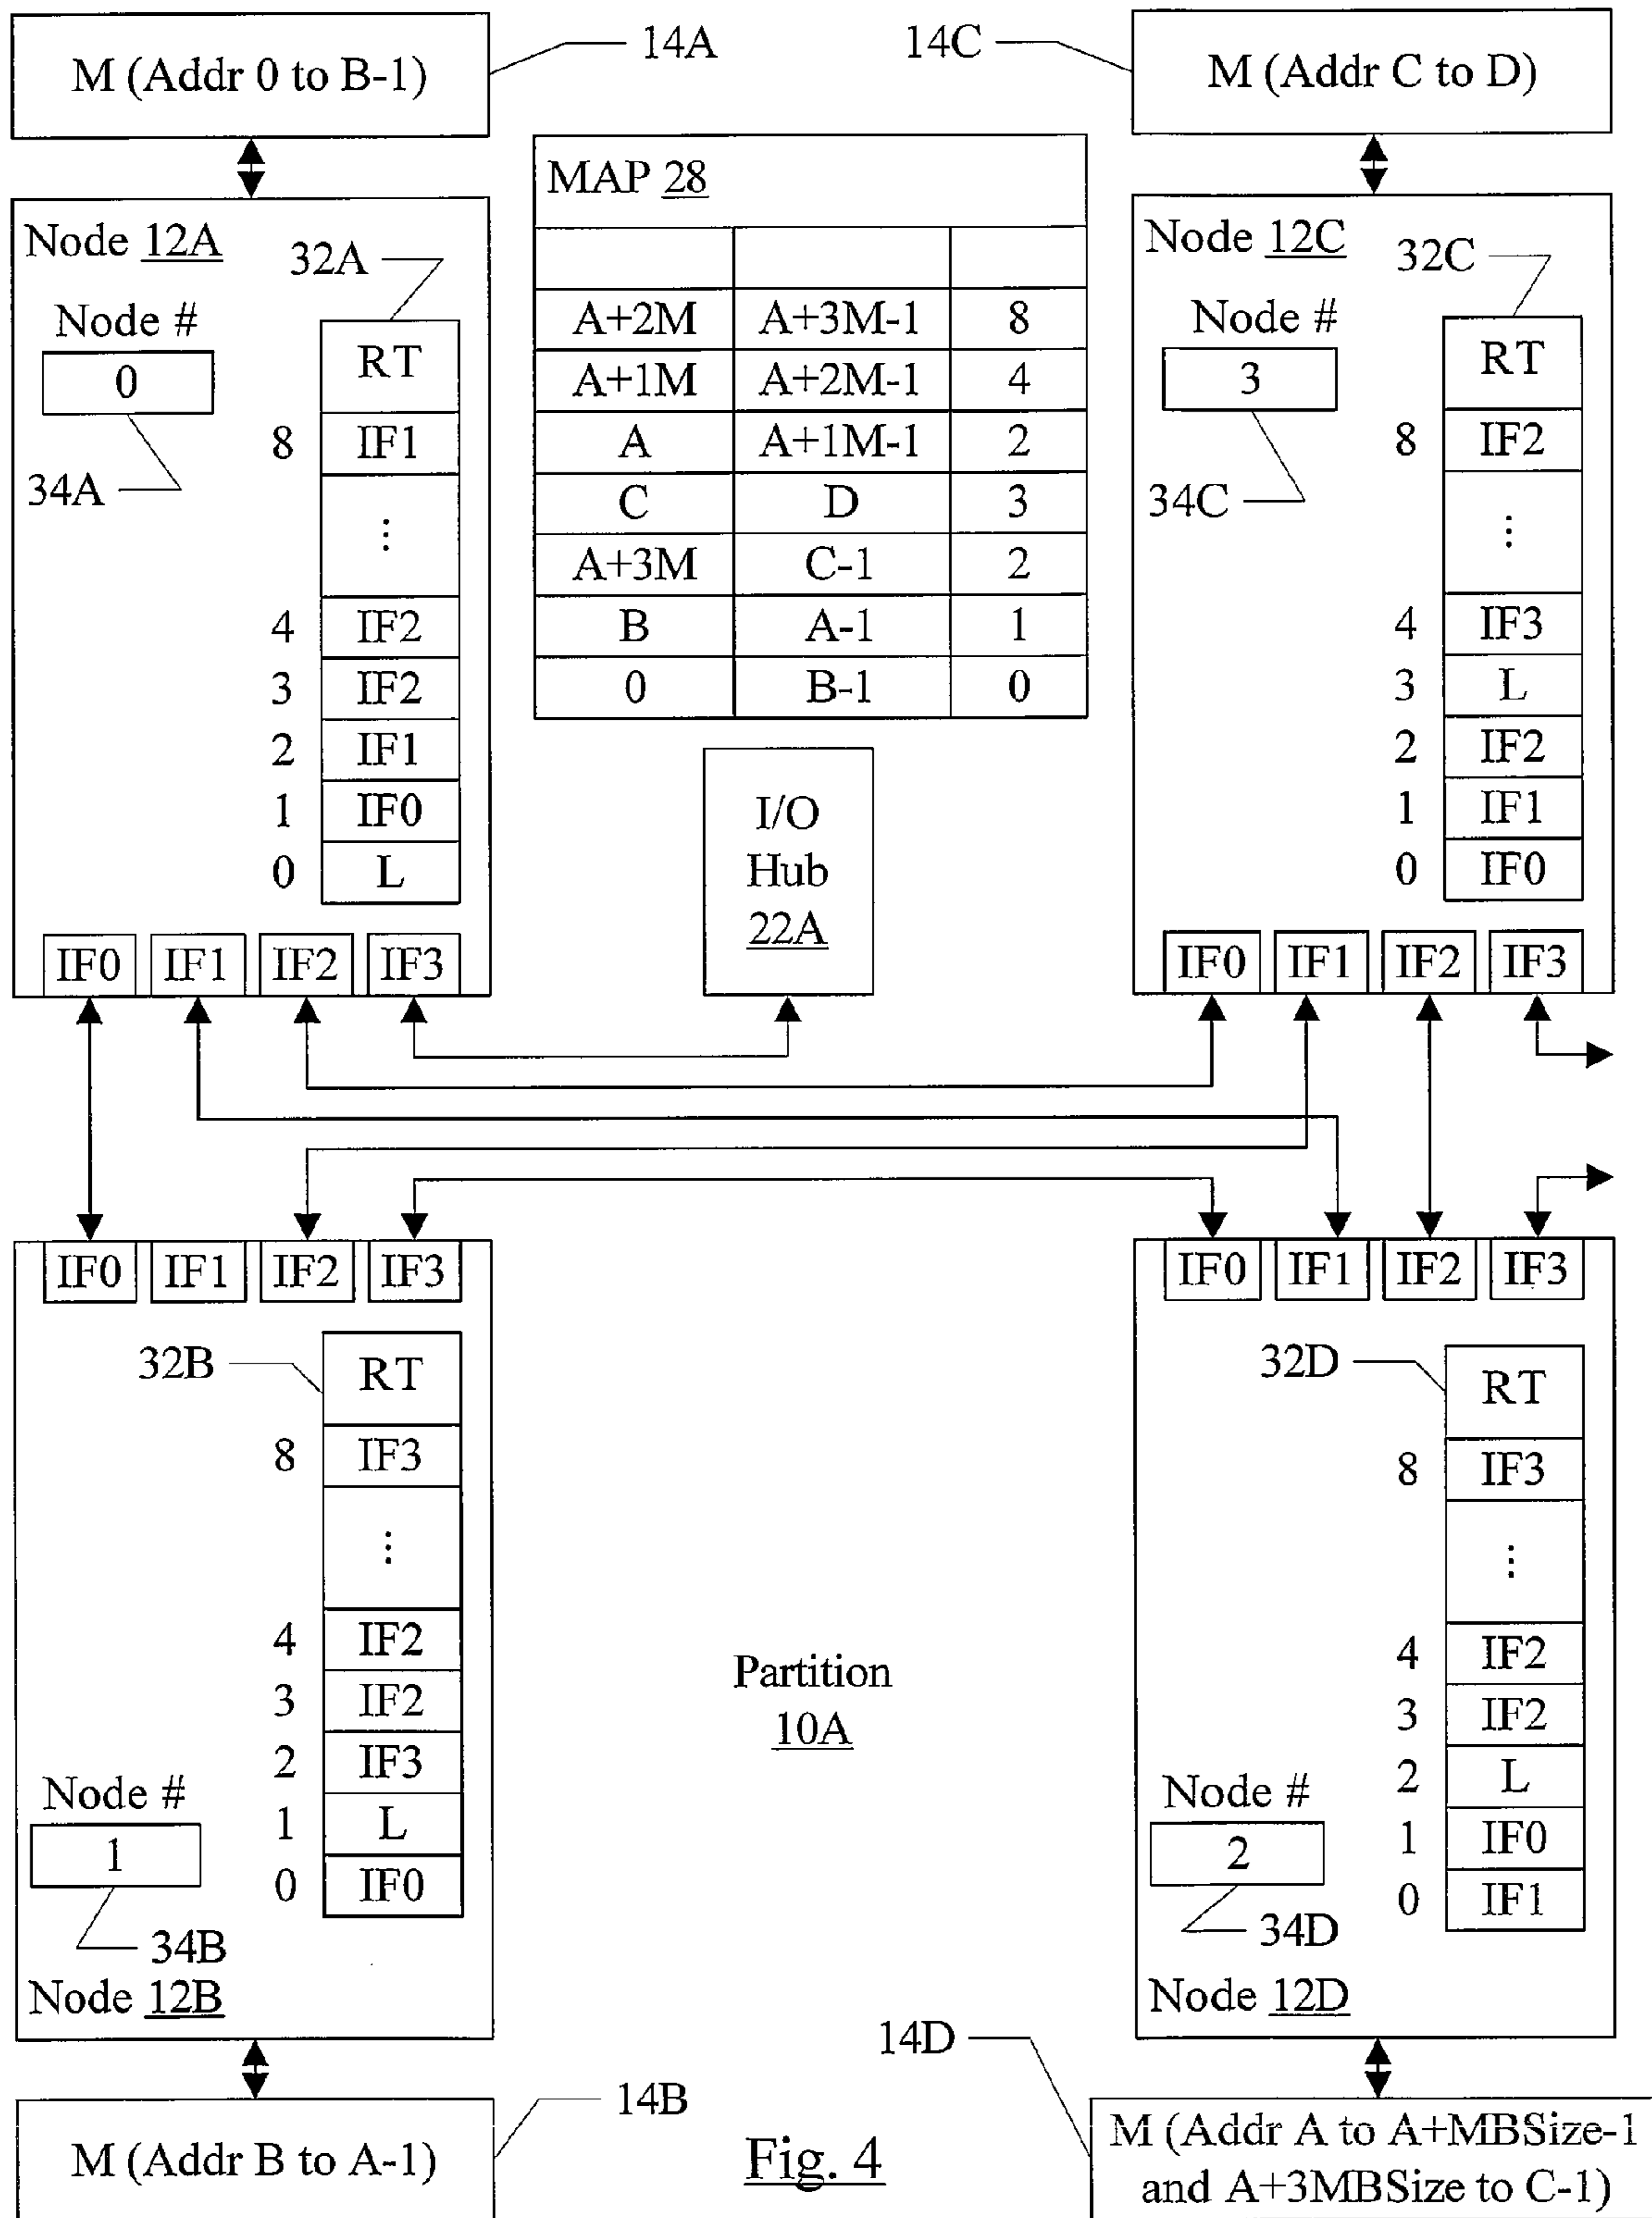 M (Addr 0 to B-1)
14A
14C
M (Addr C to D)
MAP 28
A+2M A+3M-1 8
A+1M A+2M-1 4
A A+1M-1 2
C D 3
A+3M C-1 2
B A-1 1
0 B-1 0
Node 12A
32A
Node #
0
34A
RT
8 IF1
⋮
4 IF2
3 IF2
2 IF1
1 IF0
0 L
IF0 IF1 IF2 IF3
I/O
Hub
22A
Node 12C
32C
Node #
3
34C
RT
8 IF2
⋮
4 IF3
3 L
2 IF2
1 IF1
0 IF0
IF0 IF1 IF2 IF3
IF0 IF1 IF2 IF3
32B
RT
8 IF3
⋮
4 IF2
3 IF2
2 IF3
1 L
0 IF0
Node #
1
34B
Node 12B
Partition
10A
IF0 IF1 IF2 IF3
32D
RT
8 IF3
⋮
4 IF2
3 IF2
2 L
1 IF0
0 IF1
Node #
2
34D
Node 12D
14B
M (Addr B to A-1)
Fig. 4
14D
M (Addr A to A+MBSize-1
and A+3MBSize to C-1)